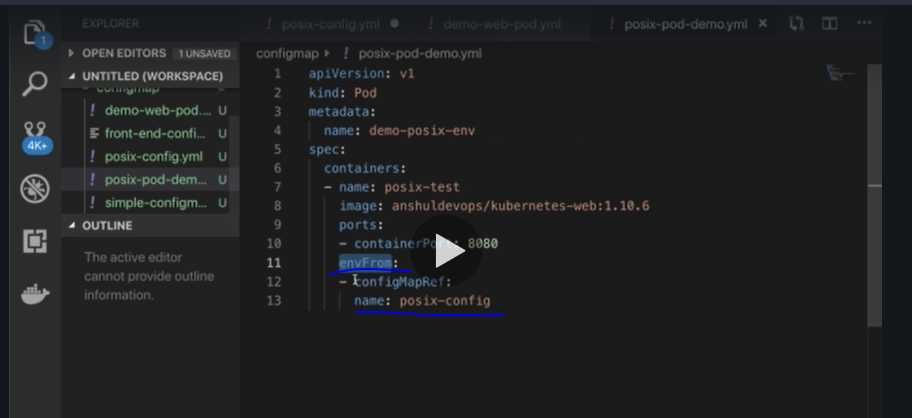 EXPLORER
posix-config.yml
demo-web-pod.yml
posix-pod-demo.yml
1
OPEN EDITORS 1 UNSAVED
UNTITLED (WORKSPACE)
configmap
demo-web-pod.... U
front-end-confi... U
posix-config.yml U
posix-pod-dem... U
simple-configm... U
OUTLINE
The active editor
cannot provide outline
information.
4K+
configmap ! posix-pod-demo.yml
1 apiVersion: v1
2 kind: Pod
3 metadata:
4 name: demo-posix-env
5 spec:
6 containers:
7 - name: posix-test
8 image: anshuldevops/kubernetes-web:1.10.6
9 ports:
10 - containerPort: 8080
11 envFrom:
12 - configMapRef:
13 name: posix-config